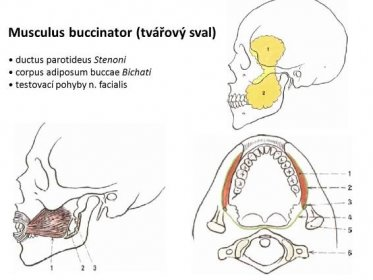 Musculus buccinator (tvářový sval)
• ductus parotideus Stenoni
• corpus adiposum buccae Bichati
• testovací pohyby n. facialis
1
2
1 2 3
1
2
3
4
5
6